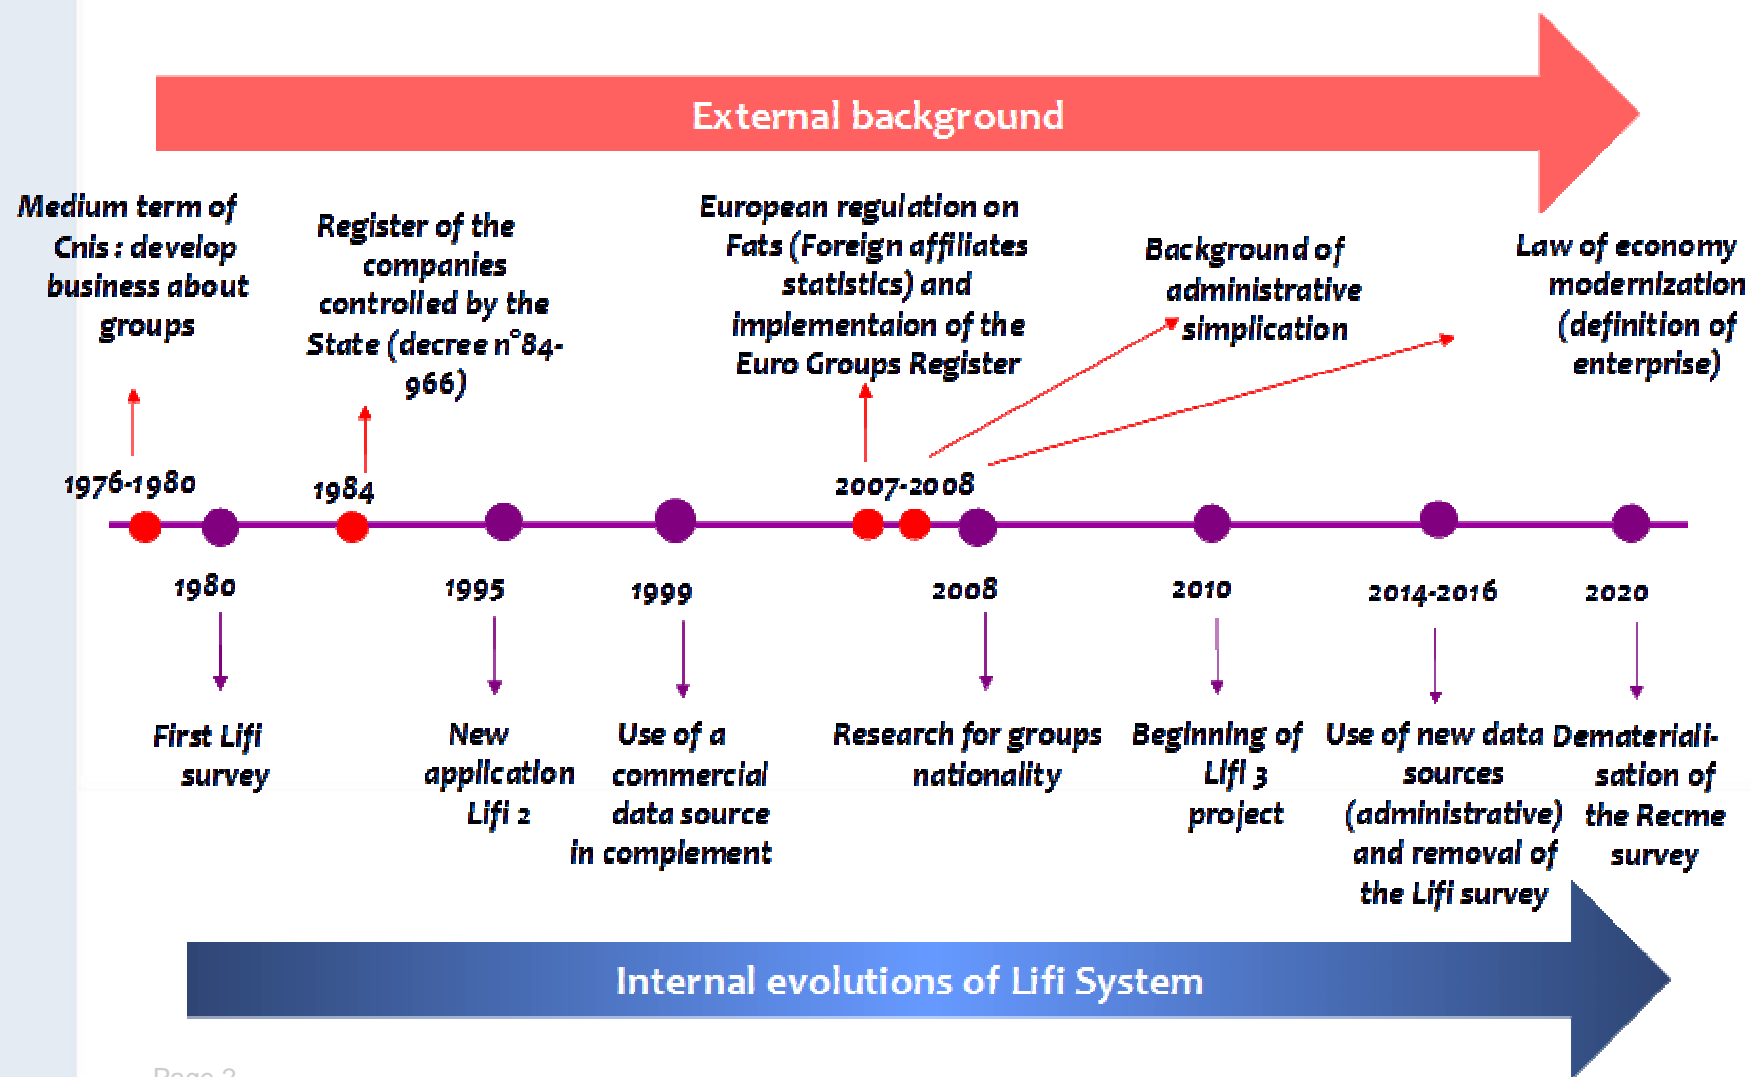 External background
Medium term of
Cnis : develop
business about
groups
Register of the
companies
controlled by the
State (decree n°84-
966)
European regulation on
Fats (Foreign affiliates
statistics) and
implementaion of the
Euro Groups Register
Background of
administrative
simplication
Law of economy
modernization
(definition of
enterprise)
1976-1980
1984
2007-2008
1980
1995
1999
2008
2010
2014-2016
2020
First Lifi
survey
New
application
Lifi 2
Use of a
commercial
data source
in complement
Research for groups
nationality
Beginning of
Lifi 3
project
Use of new data
sources
(administrative)
and removal of
the Lifi survey
Demateriali-
sation of
the Recme
survey
Internal evolutions of Lifi System
Page 2